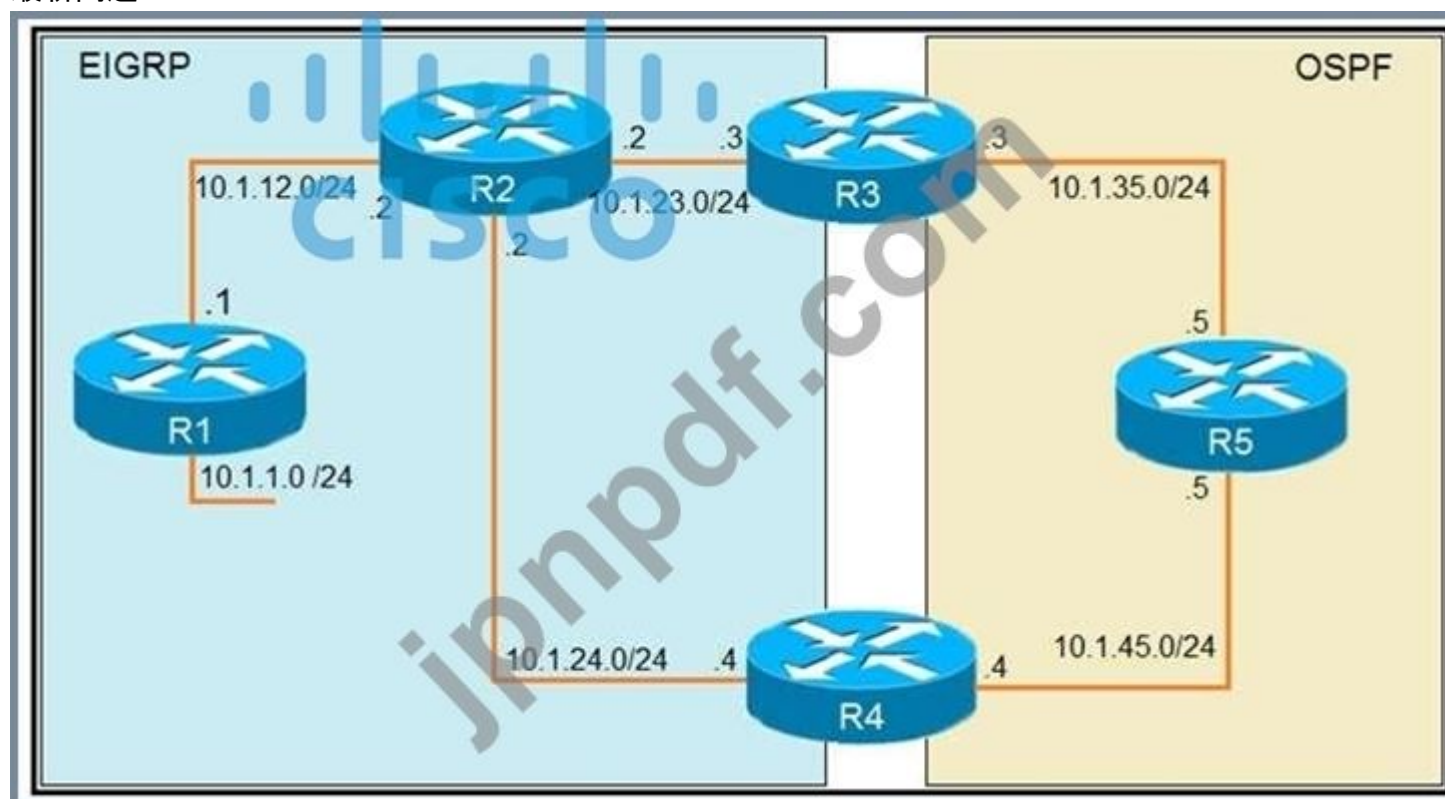 EIGRP
OSPF
CISCO
.2
.3
.3
10.1.12.0/24
R2
10.1.23.0/24
R3
10.1.35.0/24
.2
.2
.1
.5
R1
R5
10.1.1.0 /24
.5
jpnpdf.com
10.1.24.0/24
.4
.4
10.1.45.0/24
R4